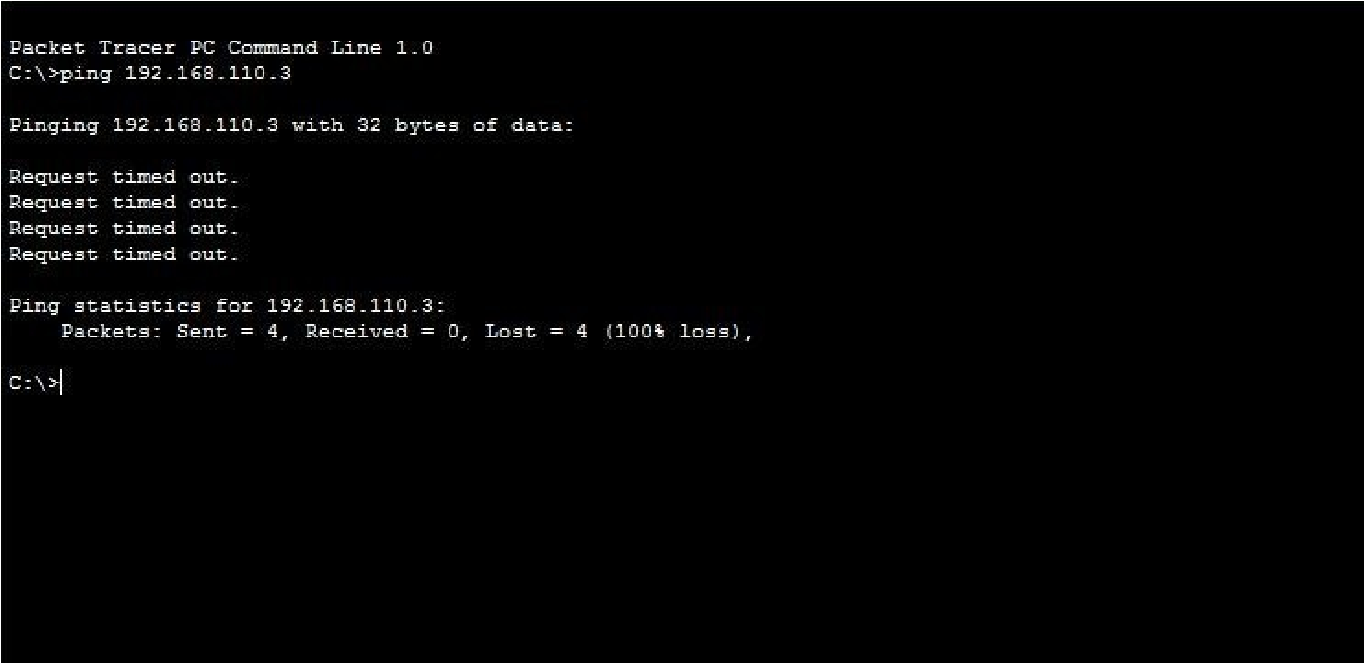 Packet Tracer PC Command Line 1.0
C:\>ping 192.168.110.3
Pinging 192.168.110.3 with 32 bytes of data:
Request timed out.
Request timed out.
Request timed out.
Request timed out.
Ping statistics for 192.168.110.3:
Packets: Sent = 4, Received = 0, Lost = 4 (100% loss),
C:\>